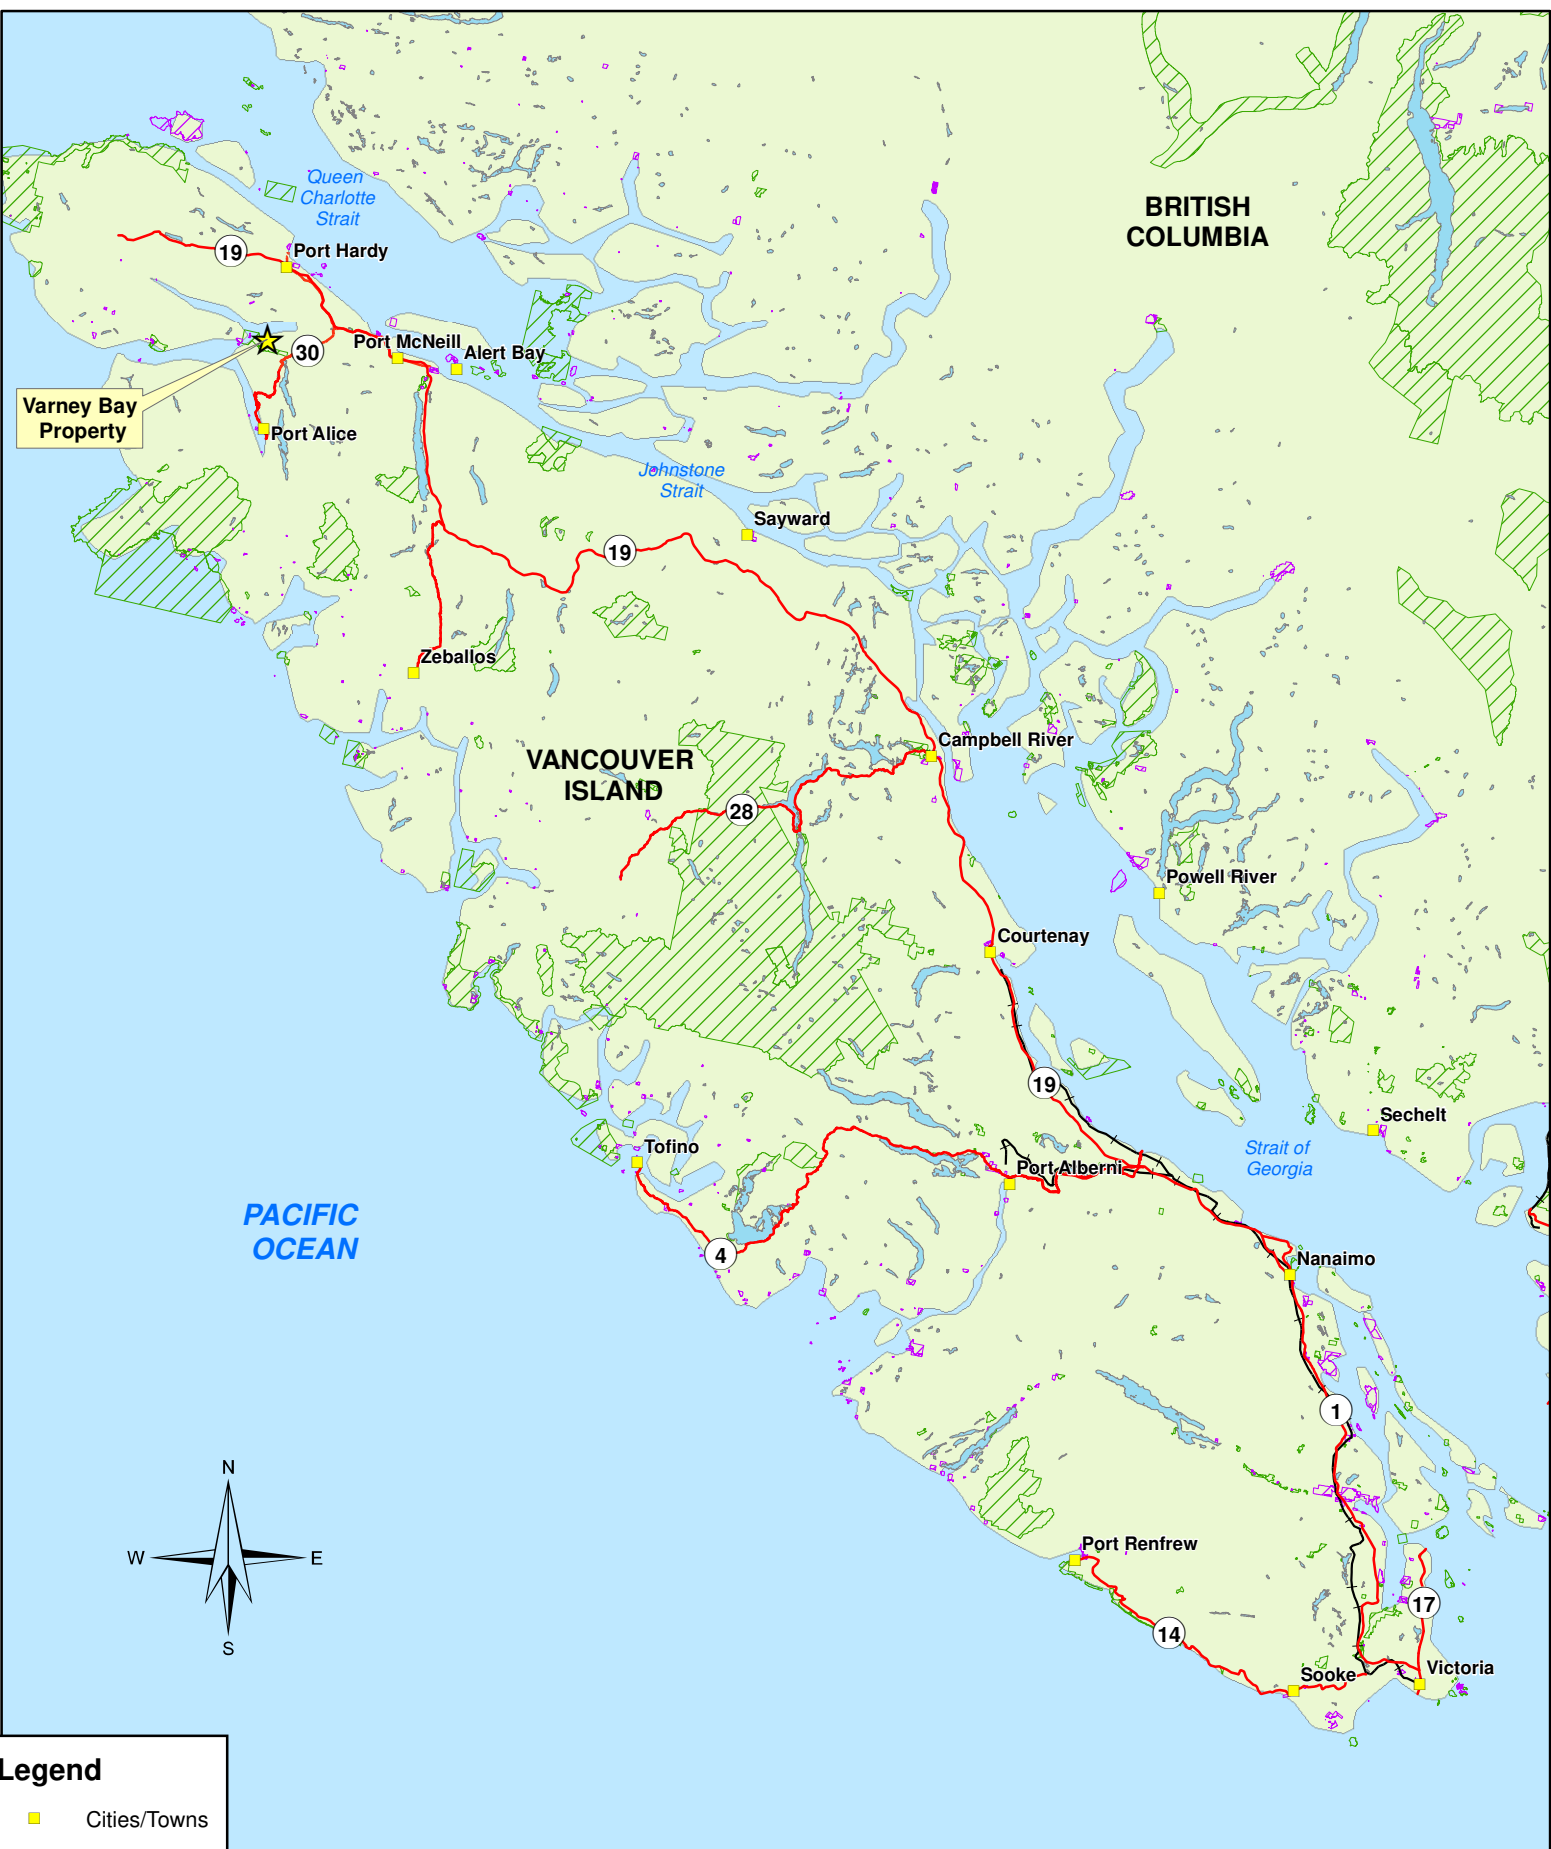 BRITISH
COLUMBIA
Queen
Charlotte
Strait
19
Port Hardy
30
Port McNeill
Alert Bay
Varney Bay
Property
Port Alice
Johnstone
Strait
Sayward
19
Zeballos
VANCOUVER
ISLAND
Campbell River
28
Powell River
Courtenay
19
Sechelt
Strait of
Georgia
Tofino
Port Alberni
PACIFIC
OCEAN
4
Nanaimo
1
N
W
E
S
Port Renfrew
17
14
Sooke
Victoria
Legend
Cities/Towns